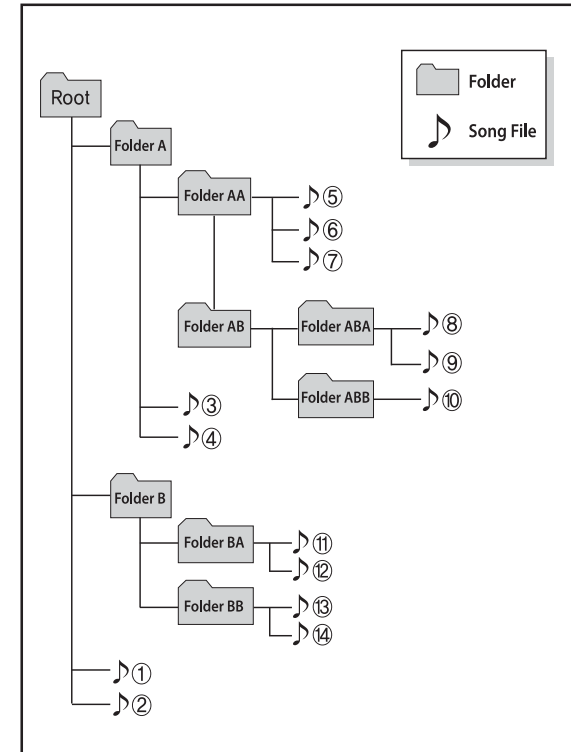 Root
Folder
Song File
Folder A
Folder AA
⑤
⑥
⑦
Folder AB
Folder ABA
⑧
⑨
Folder ABB
⑩
③
④
Folder B
Folder BA
⑪
⑫
Folder BB
⑬
⑭
①
②